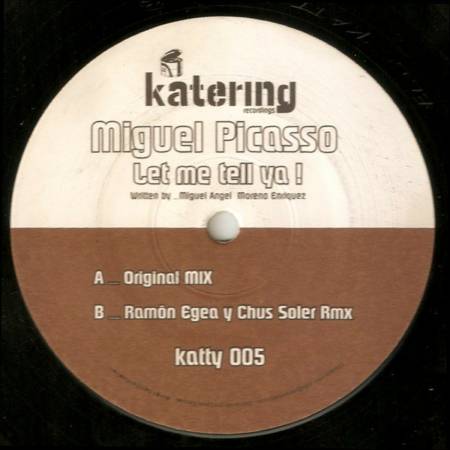 katering
recordings
Miguel Picasso
Let me tell ya !
Written by _ Miguel Angel Moreno Enriquez
A _ Original MIX
B _ Ramón Egea y Chus Soler Rmx
katty 005